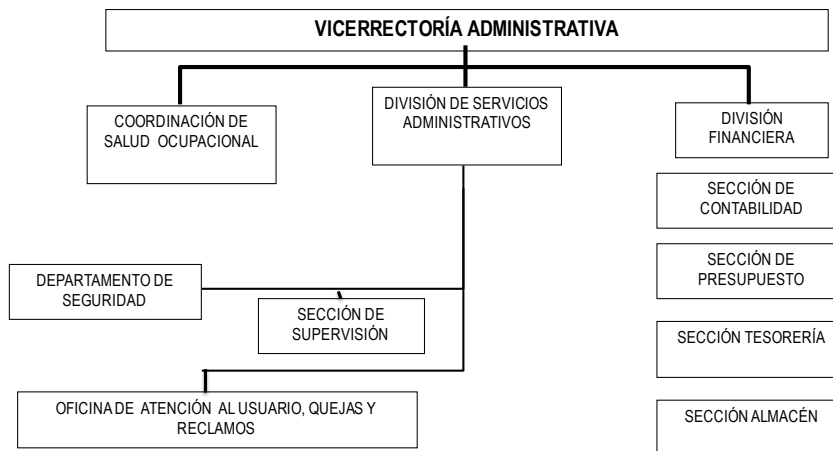 VICERRECTORÍA ADMINISTRATIVA
COORDINACIÓN DE
SALUD OCUPACIONAL
DIVISIÓN DE SERVICIOS
ADMINISTRATIVOS
DIVISIÓN
FINANCIERA
SECCIÓN DE
CONTABILIDAD
SECCIÓN DE
PRESUPUESTO
DEPARTAMENTO DE
SEGURIDAD
SECCIÓN DE
SUPERVISIÓN
SECCIÓN TESORERÍA
OFICINA DE ATENCIÓN AL USUARIO, QUEJAS Y
RECLAMOS
SECCIÓN ALMACÉN